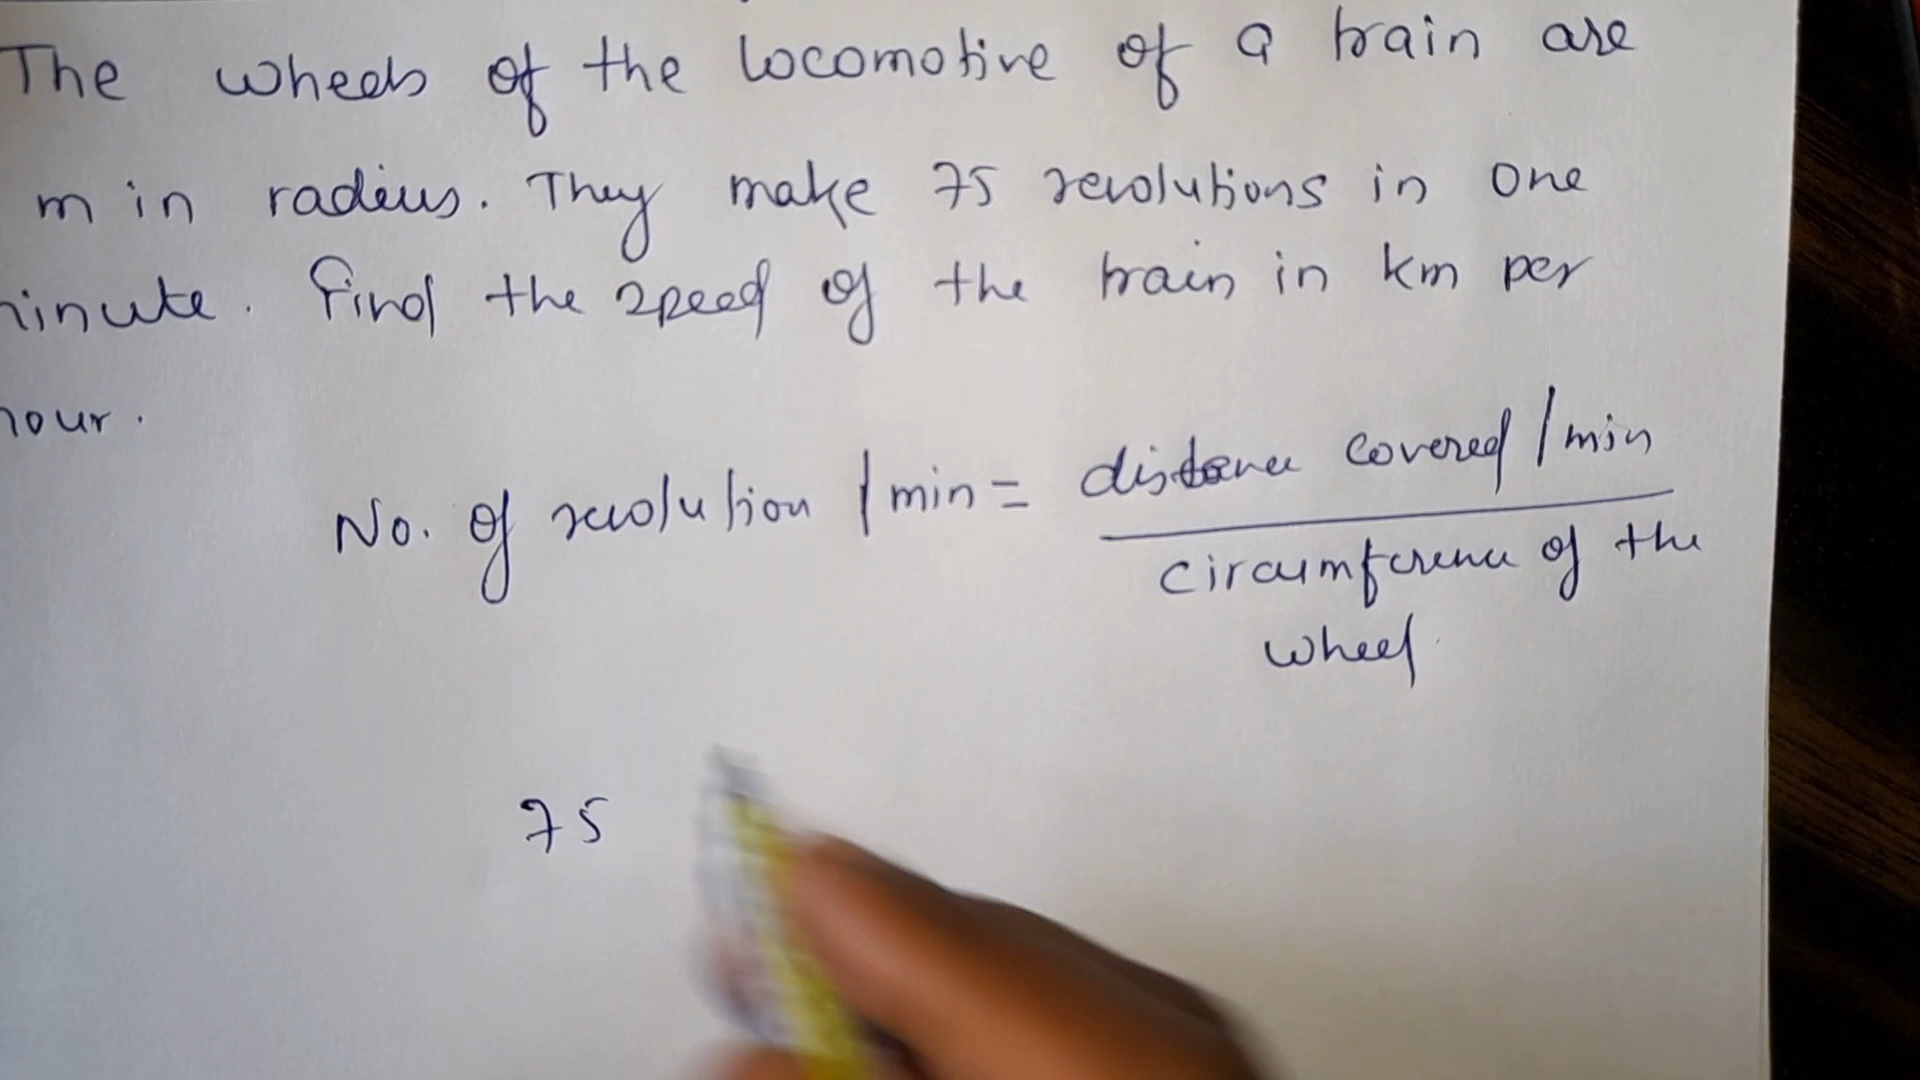 The wheels of the locomotive of a train are
m in radius. They make 75 revolutions in one
minute. Find the speed of the train in km per
hour.
No. of revolution / min = distance covered / min
circumference of the
wheel.
75